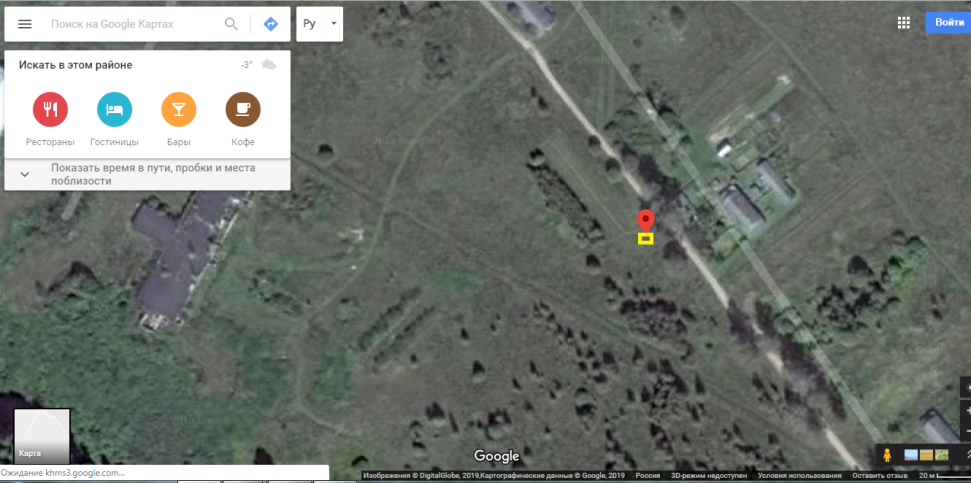 Поиск на Google Картах
Ру
Войти
Искать в этом районе
-3°
Рестораны
Гостиницы
Бары
Кофе
Показать время в пути, пробки и места
поблизости
Карта
Google
Ожидание khms3.google.com...
Изображения © DigitalGlobe, 2019,Картографические данные © Google, 2019 Россия 3D-режим недоступен Условия использования Оставить отзыв 20 м